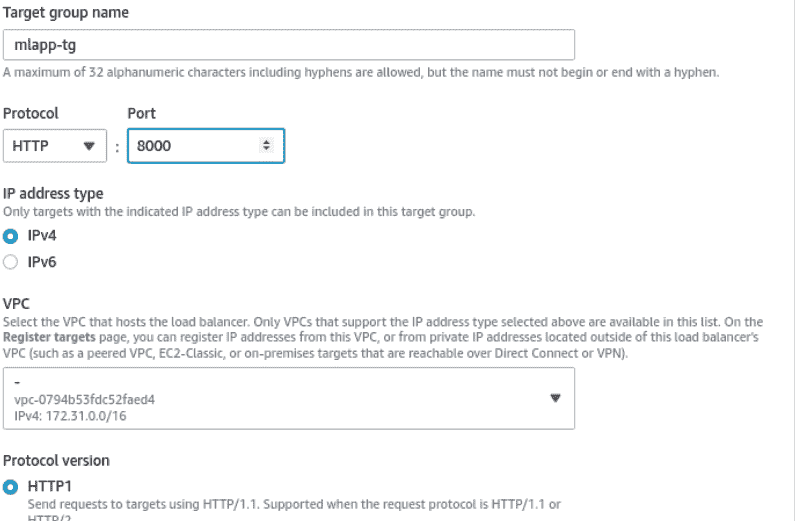 Target group name
mlapp-tg
A maximum of 32 alphanumeric characters including hyphens are allowed, but the name must not begin or end with a hyphen.
Protocol Port
HTTP : 8000
IP address type
Only targets with the indicated IP address type can be included in this target group.
IPv4
IPv6
VPC
Select the VPC that hosts the load balancer. Only VPCs that support the IP address type selected above are available in this list. On the
Register targets page, you can register IP addresses from this VPC, or from private IP addresses located outside of this load balancer's
VPC (such as a peered VPC, EC2-Classic, or on-premises targets that are reachable over Direct Connect or VPN).
-
vpc-0794b53fdc52faed4
IPv4: 172.31.0.0/16
Protocol version
HTTP1
Send requests to targets using HTTP/1.1. Supported when the request protocol is HTTP/1.1 or
HTTP/2.